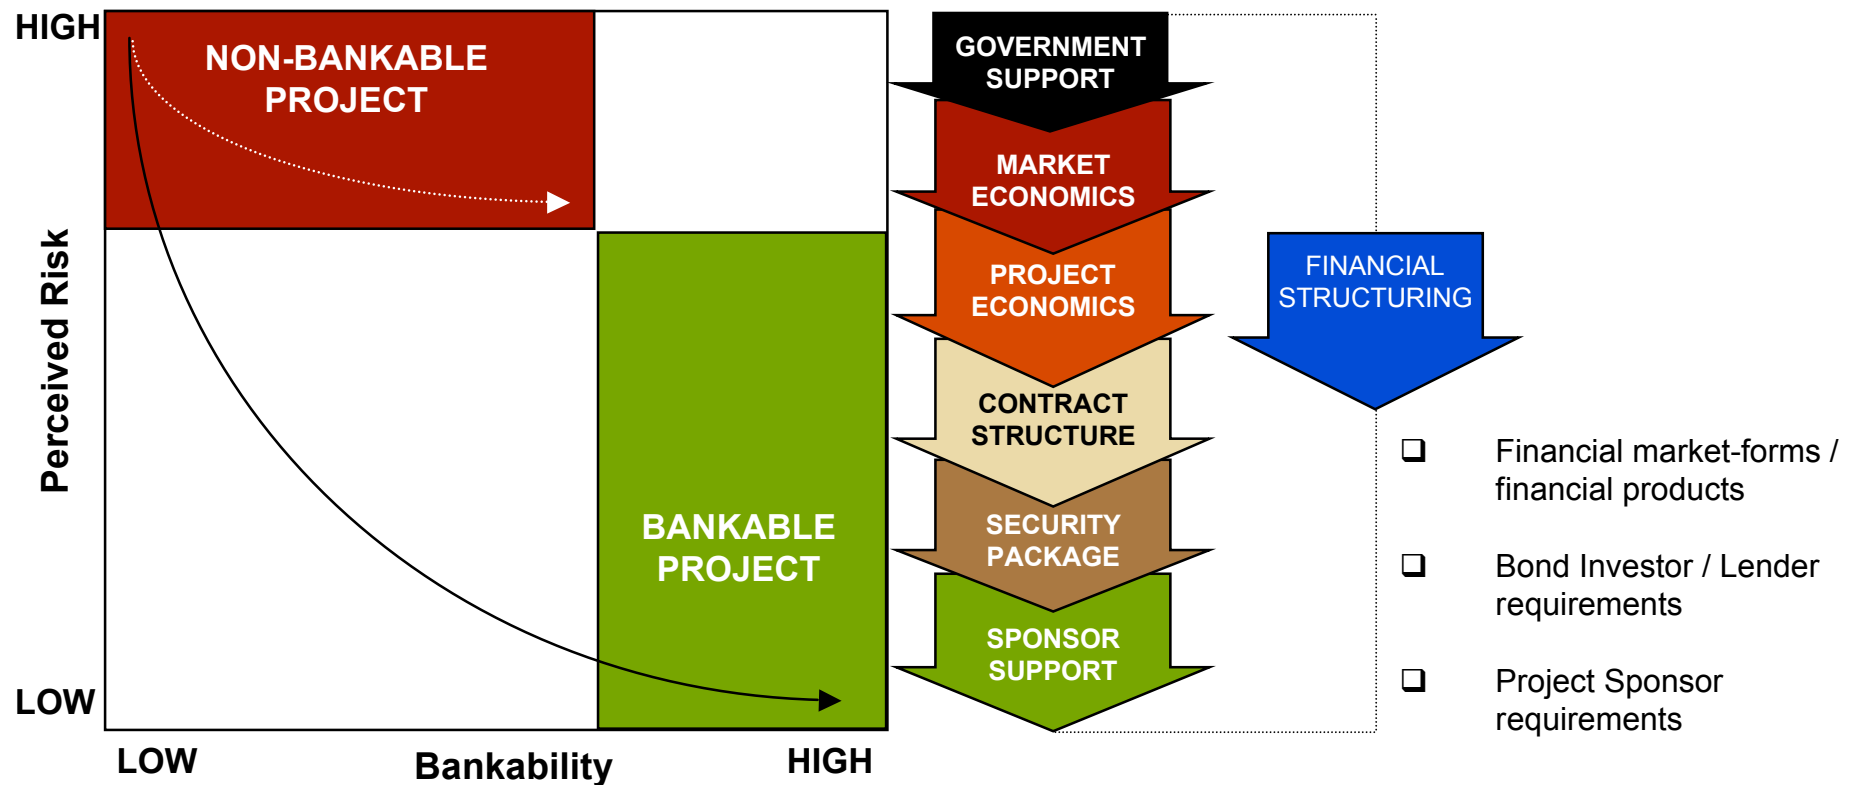 HIGH
NON-BANKABLE
PROJECT
Perceived Risk
BANKABLE
PROJECT
LOW
LOW
Bankability
HIGH
GOVERNMENT
SUPPORT
MARKET
ECONOMICS
PROJECT
ECONOMICS
CONTRACT
STRUCTURE
SECURITY
PACKAGE
SPONSOR
SUPPORT
FINANCIAL
STRUCTURING
Financial market-forms /
financial products
Bond Investor / Lender
requirements
Project Sponsor
requirements